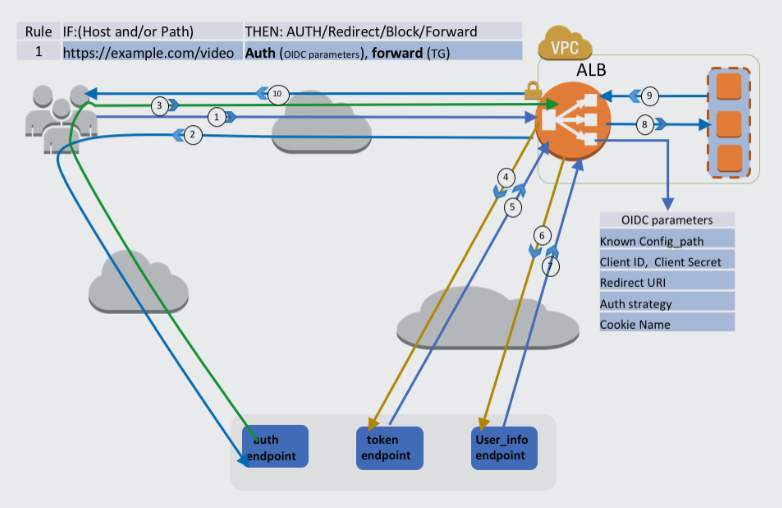 Rule IF:(Host and/or Path) THEN: AUTH/Redirect/Block/Forward
1 https://example.com/video Auth (OIDC parameters), forward (TG)
VPC
ALB
10
9
3
1
8
2
4
5
6
7
OIDC parameters
Known Config_path
Client ID, Client Secret
Redirect URI
Auth strategy
Cookie Name
auth
endpoint
token
endpoint
User_info
endpoint